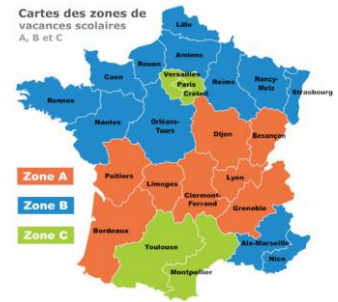 Cartes des zones de
vacances scolaires
A, B et C
Lille
Amiens
Rouen
Caen
Versailles
Paris
Créteil
Reims
Nancy-
Metz
Strasbourg
Rennes
Nantes
Orléans-
Tours
Dijon
Besançon
Zone A
Zone B
Zone C
Poitiers
Limoges
Clermont-
Ferrand
Lyon
Grenoble
Bordeaux
Toulouse
Montpellier
Aix-Marseille
Nice